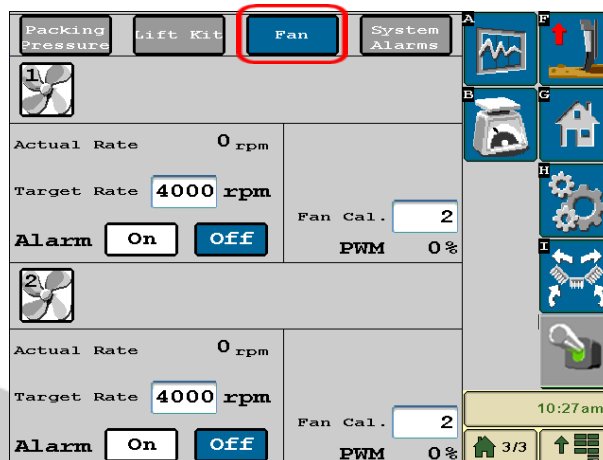 Packing Pressure
Lift Kit
Fan
System Alarms
1
Actual Rate 0 rpm
Target Rate 4000 rpm
Fan Cal. 2
Alarm On Off
PWM 0%
2
Actual Rate 0 rpm
Target Rate 4000 rpm
Fan Cal. 2
Alarm On Off
PWM 0%
A
F
B
G
H
I
10:27am
3/3